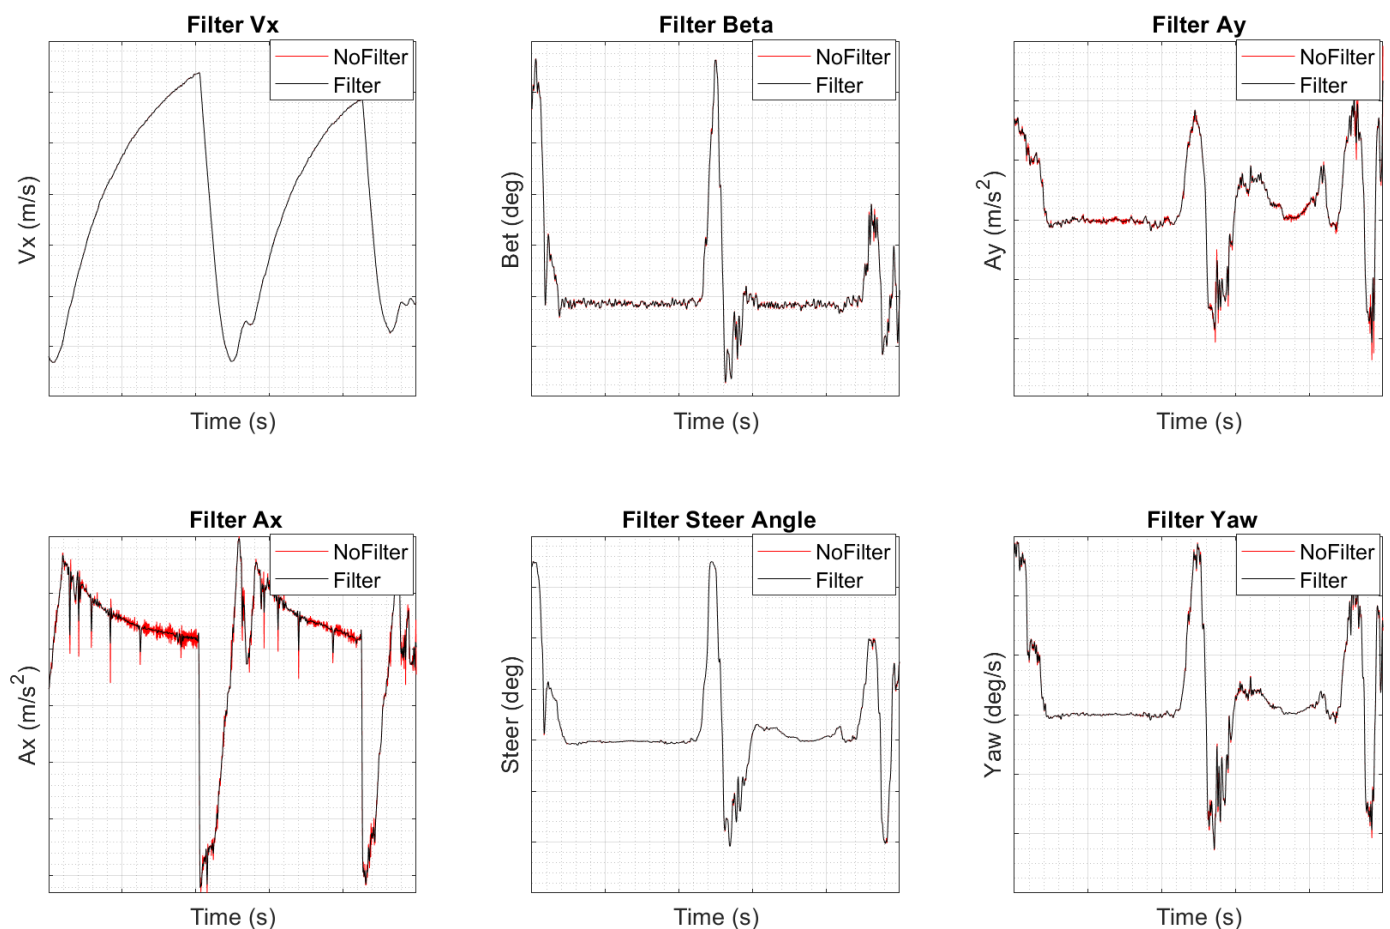 Filter Vx
NoFilter
Filter
Vx (m/s)
Time (s)
Filter Beta
NoFilter
Filter
Bet (deg)
Time (s)
Filter Ay
NoFilter
Filter
Ay (m/s²)
Time (s)
Filter Ax
NoFilter
Filter
Ax (m/s²)
Time (s)
Filter Steer Angle
NoFilter
Filter
Steer (deg)
Time (s)
Filter Yaw
NoFilter
Filter
Yaw (deg/s)
Time (s)